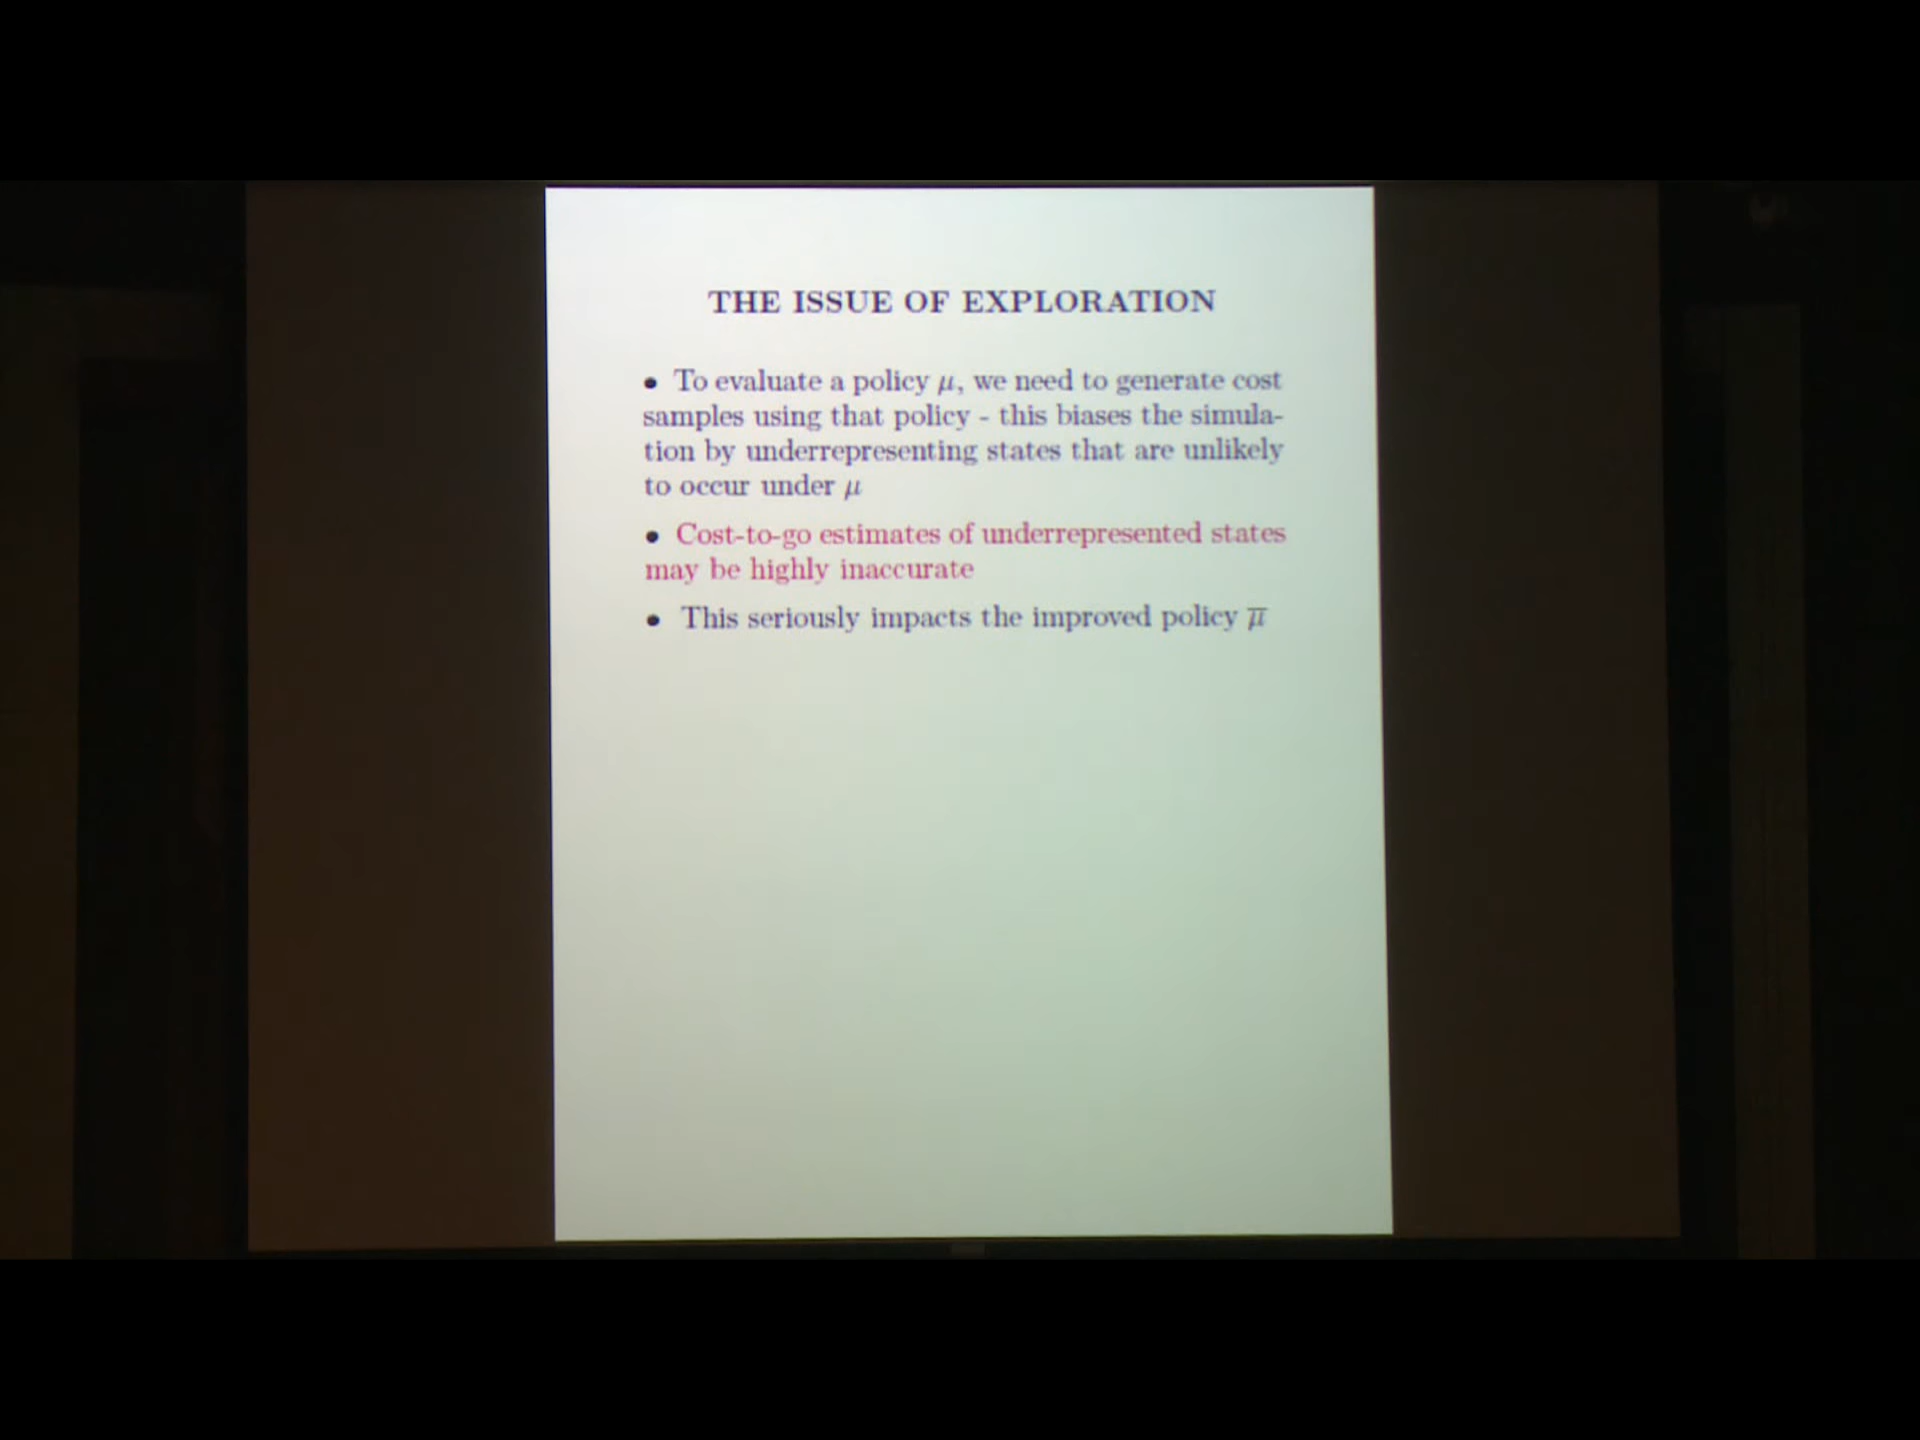 THE ISSUE OF EXPLORATION
• To evaluate a policy μ, we need to generate cost
samples using that policy - this biases the simula-
tion by underrepresenting states that are unlikely
to occur under μ
• Cost-to-go estimates of underrepresented states
may be highly inaccurate
• This seriously impacts the improved policy μ̅